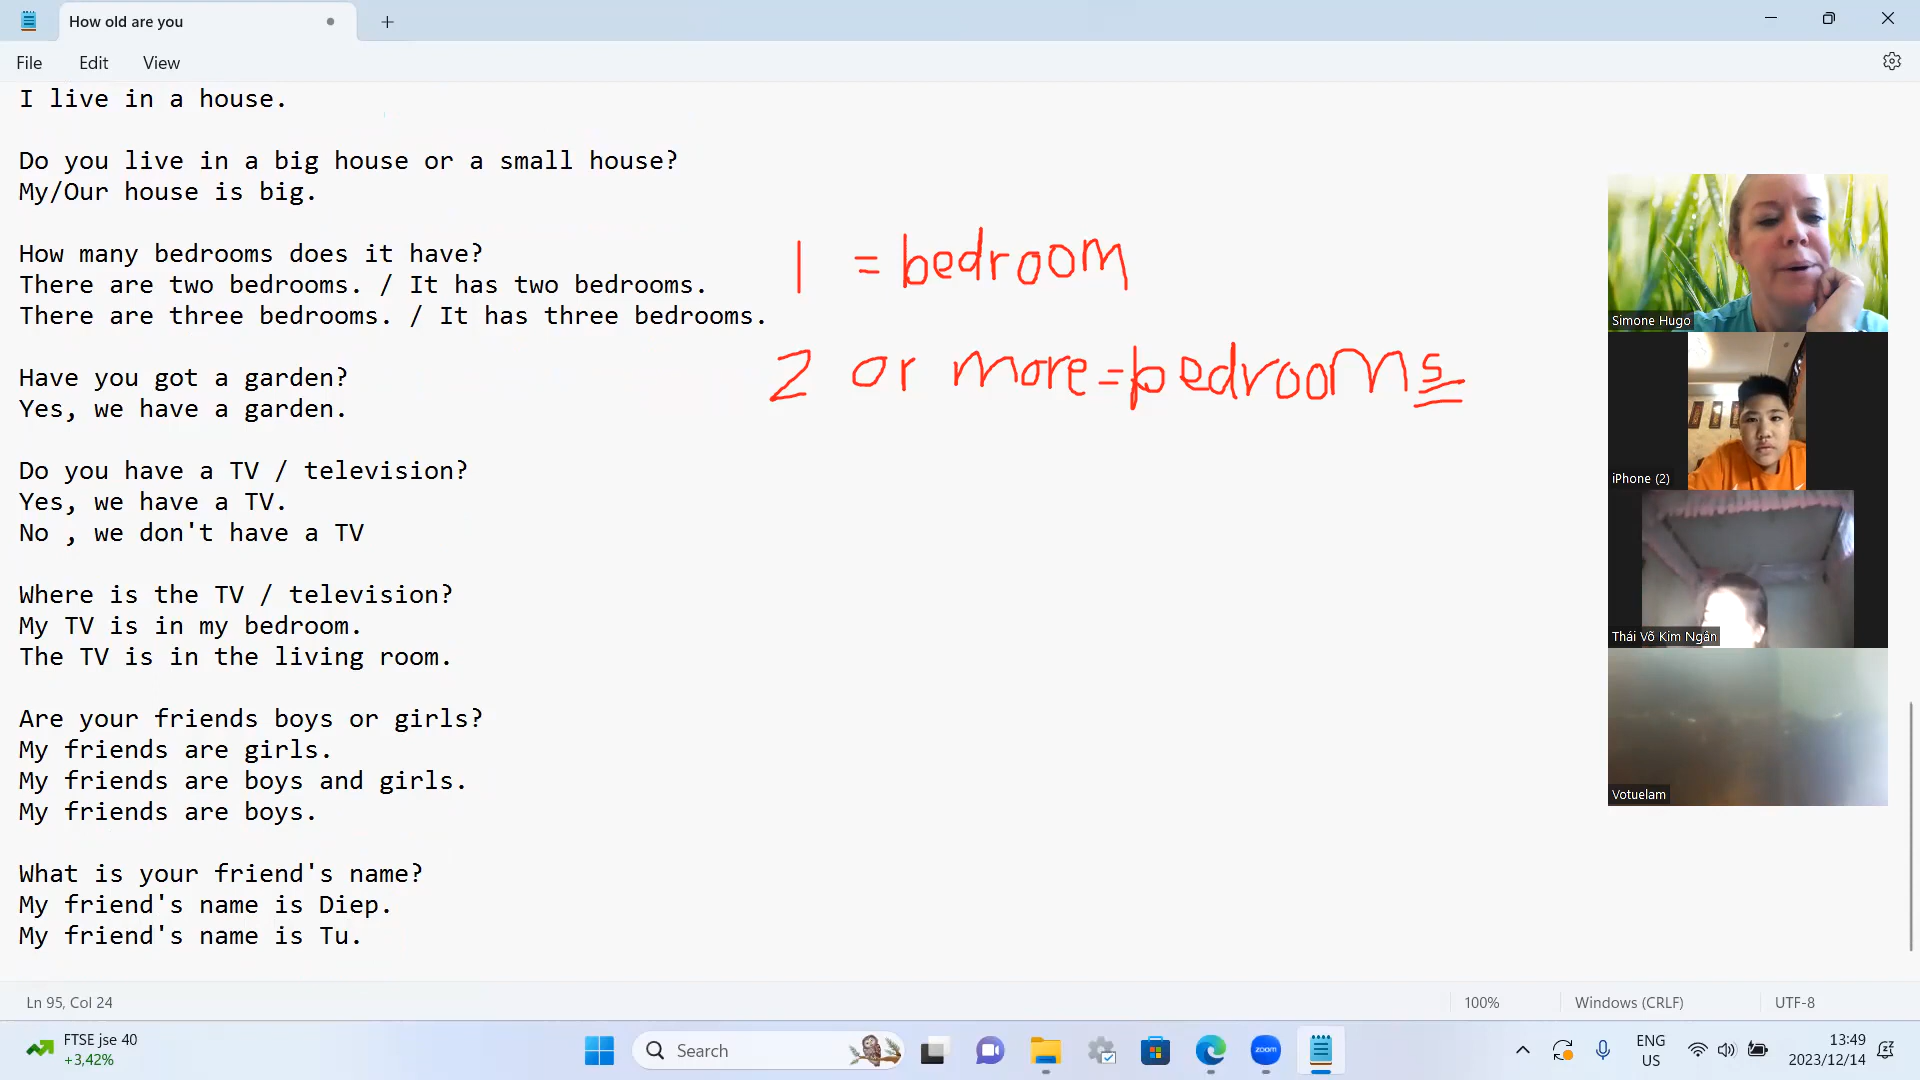 How old are you
File Edit View
I live in a house.
Do you live in a big house or a small house?
My/Our house is big.
How many bedrooms does it have?
There are two bedrooms. / It has two bedrooms.
There are three bedrooms. / It has three bedrooms.
1 = bedroom
2 or more = bedrooms
Have you got a garden?
Yes, we have a garden.
Do you have a TV / television?
Yes, we have a TV.
No , we don't have a TV
Where is the TV / television?
My TV is in my bedroom.
The TV is in the living room.
Are your friends boys or girls?
My friends are girls.
My friends are boys and girls.
My friends are boys.
What is your friend's name?
My friend's name is Diep.
My friend's name is Tu.
Simone Hugo
iPhone (2)
Thái Võ Kim Ngân
Votuelam
Ln 95, Col 24
100%
Windows (CRLF)
UTF-8
FTSE jse 40
+3,42%
Search
zoom
ENG
US
13:49
2023/12/14